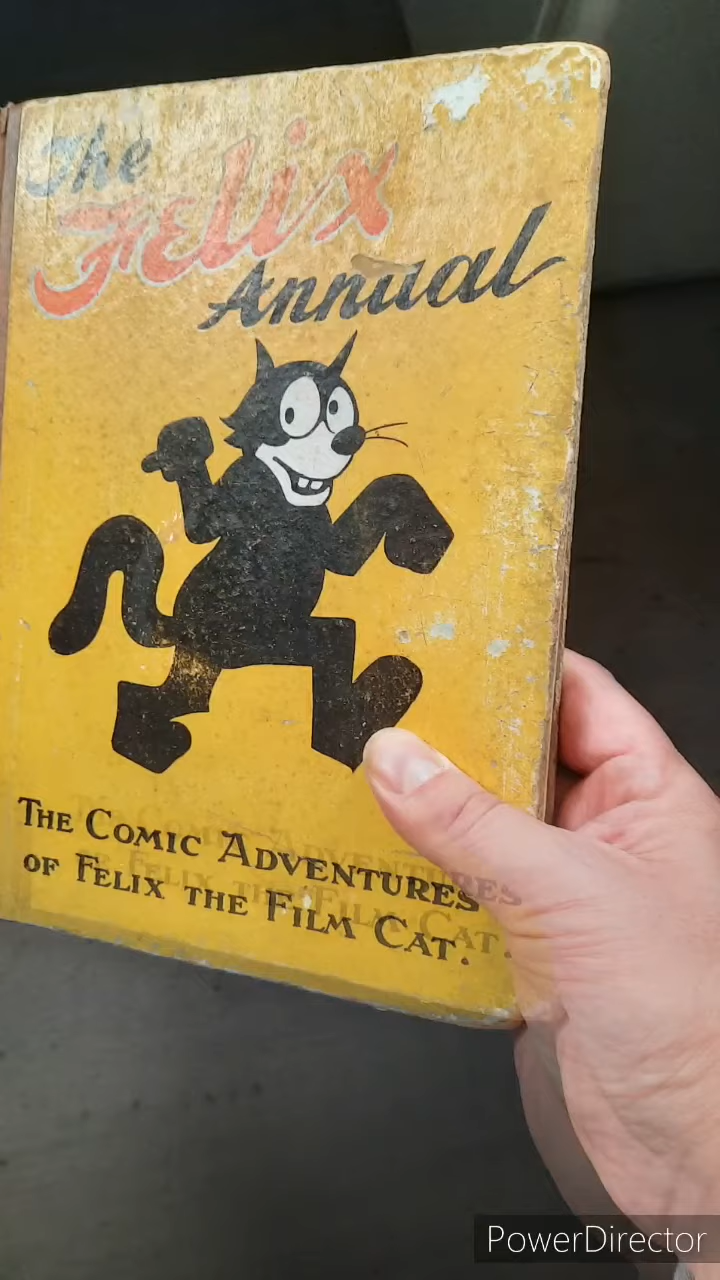 The
Felix
Annual
THE COMIC ADVENTURES
OF FELIX THE FILM CAT.
PowerDirector